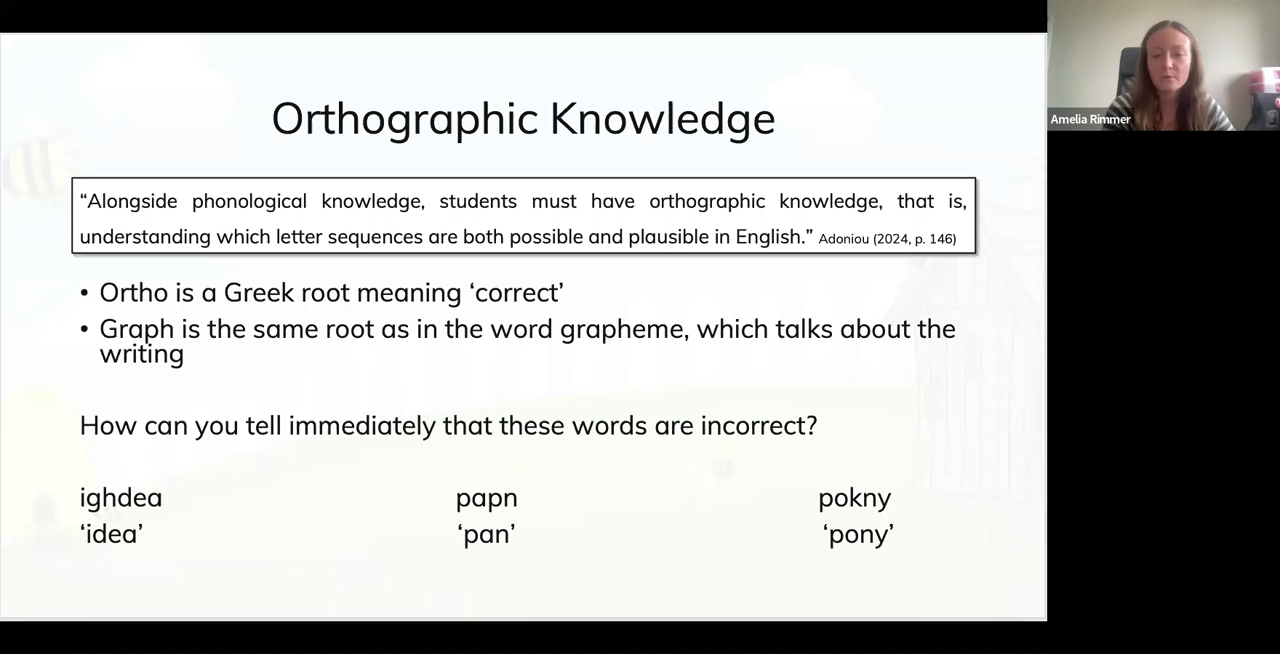 Orthographic Knowledge
“Alongside phonological knowledge, students must have orthographic knowledge, that is,
understanding which letter sequences are both possible and plausible in English.” Adoniou (2024, p. 146)
• Ortho is a Greek root meaning ‘correct’
• Graph is the same root as in the word grapheme, which talks about the
writing
How can you tell immediately that these words are incorrect?
ighdea papn pokny
‘idea’ ‘pan’ ‘pony’
Amelia Rimmer